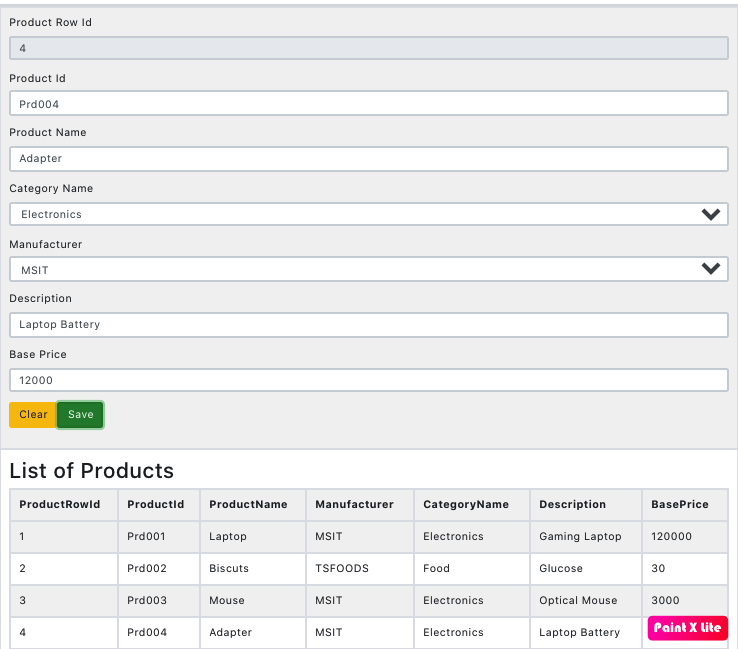 Product Row Id
4
Product Id
Prd004
Product Name
Adapter
Category Name
Electronics
Manufacturer
MSIT
Description
Laptop Battery
Base Price
12000
Clear Save
List of Products
ProductRowId ProductId ProductName Manufacturer CategoryName Description BasePrice
1 Prd001 Laptop MSIT Electronics Gaming Laptop 120000
2 Prd002 Biscuts TSFOODS Food Glucose 30
3 Prd003 Mouse MSIT Electronics Optical Mouse 3000
4 Prd004 Adapter MSIT Electronics Laptop Battery
Paint X Lite